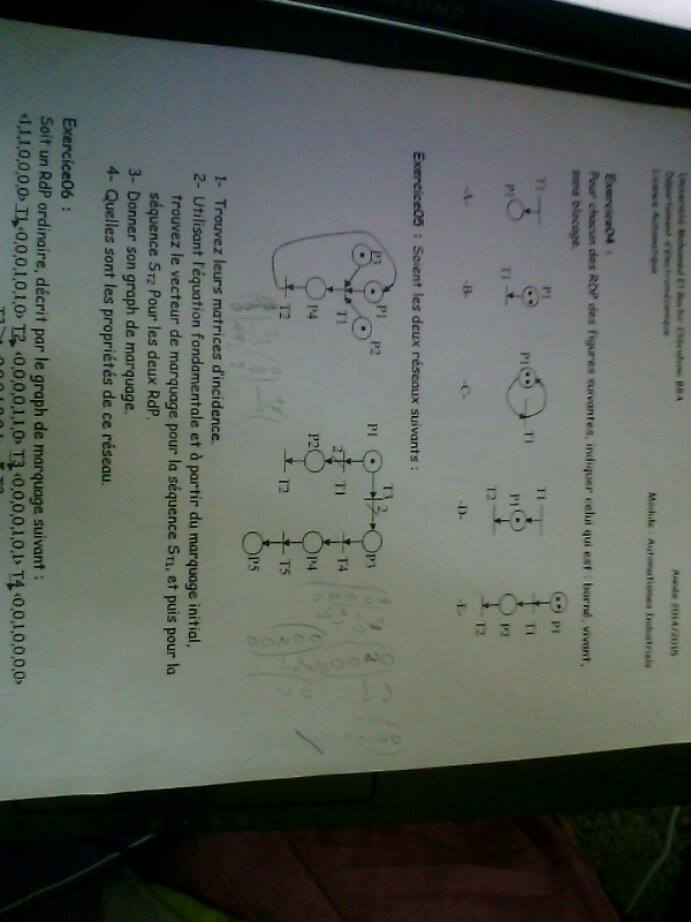 Université Mohamed El Bachir Elibrahimi BBA
Département d'électromécanique
Licence Automatique
Année 2014/2015
Module : Automatismes Industriels
Exercice04 :
Pour chacun des RDP des figures suivantes, indiquer celui qui est : borné, vivant,
sans blocage.
T1
P1
-A-
P1
T1
-B-
P1
T1
-C-
T1
P1
T2
-D-
P1
T1
P2
T2
-E-
Exercice05 : Soient les deux réseaux suivants :
P3
P1
P2
T1
P4
T2
P1
T3
2
P3
2
T1
T4
P2
P4
T2
T5
P5
1- Trouvez leurs matrices d'incidence.
2- Utilisant l'équation fondamentale et à partir du marquage initial,
trouvez le vecteur de marquage pour la séquence ST1, et puis pour la
séquence ST2 Pour les deux RdP.
3- Donner son graph de marquage.
4- Quelles sont les propriétés de ce réseau.
Exercice06 :
Soit un RdP ordinaire, décrit par le graph de marquage suivant :
<1,1,1,0,0,0> T1 <0,0,0,1,0,1,0> T2 <0,0,0,0,1,1,0> T3 <0,0,0,0,1,0,1> T4 <0,0,1,0,0,0,0>